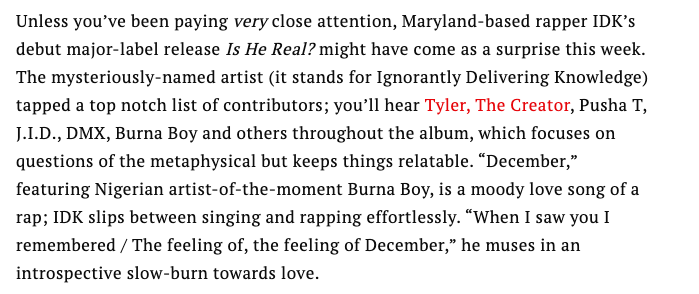 Unless you’ve been paying very close attention, Maryland-based rapper IDK’s
debut major-label release Is He Real? might have come as a surprise this week.
The mysteriously-named artist (it stands for Ignorantly Delivering Knowledge)
tapped a top notch list of contributors; you’ll hear Tyler, The Creator, Pusha T,
J.I.D., DMX, Burna Boy and others throughout the album, which focuses on
questions of the metaphysical but keeps things relatable. “December,”
featuring Nigerian artist-of-the-moment Burna Boy, is a moody love song of a
rap; IDK slips between singing and rapping effortlessly. “When I saw you I
remembered / The feeling of, the feeling of December,” he muses in an
introspective slow-burn towards love.